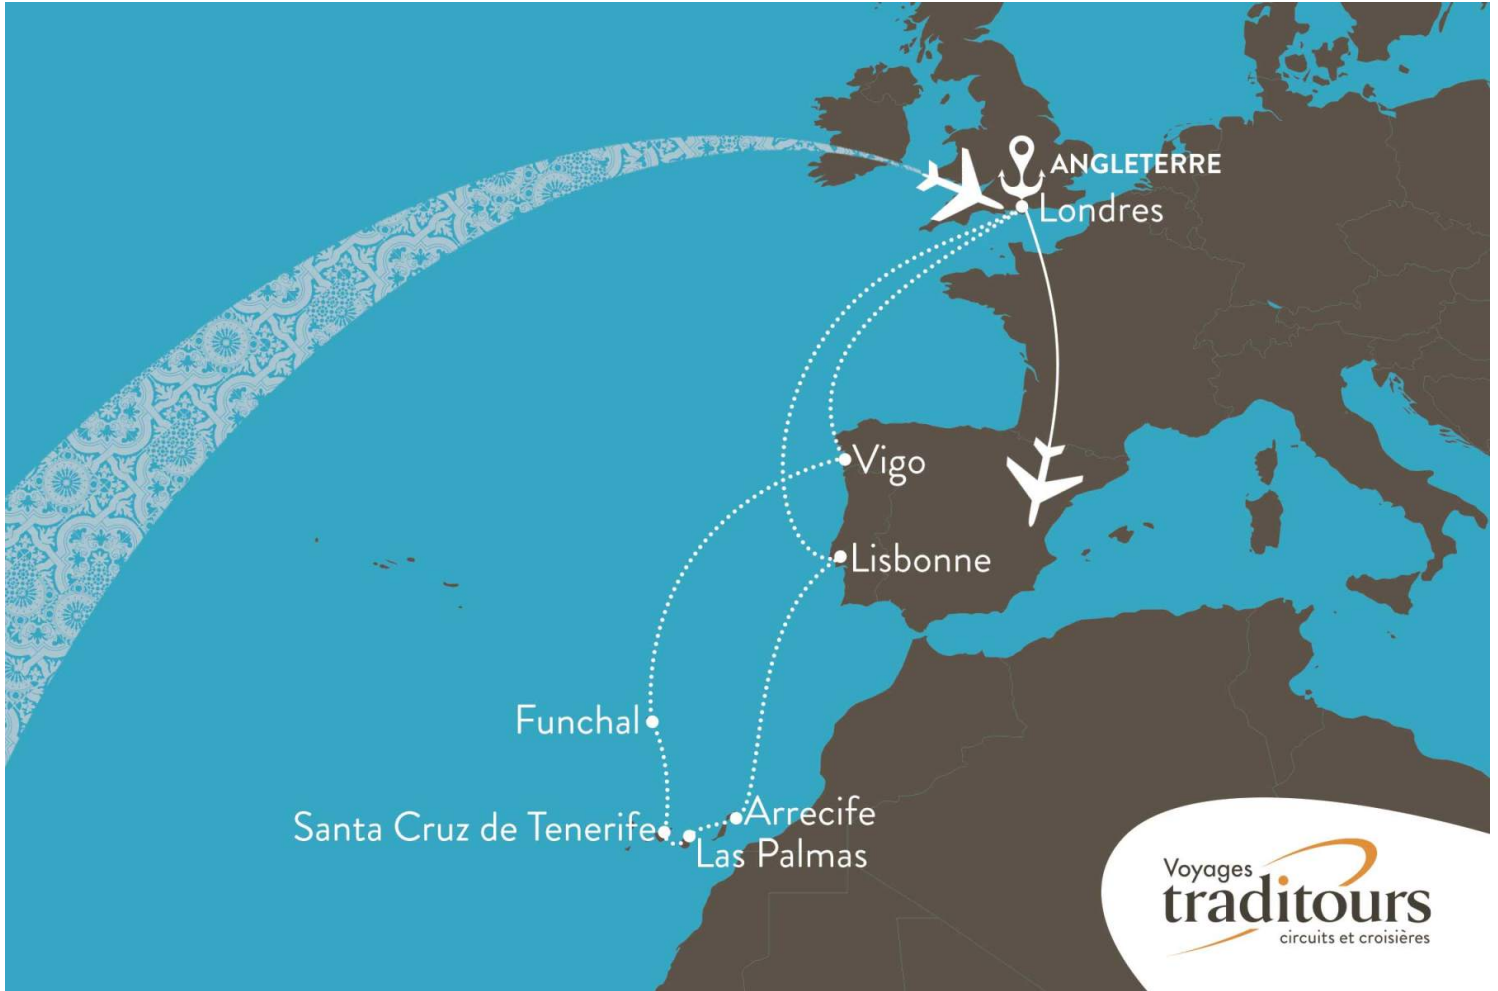 ANGLETERRE
Londres
Vigo
Lisbonne
Funchal
Santa Cruz de Tenerife
Arrecife
Las Palmas
Voyages
traditours
circuits et croisières